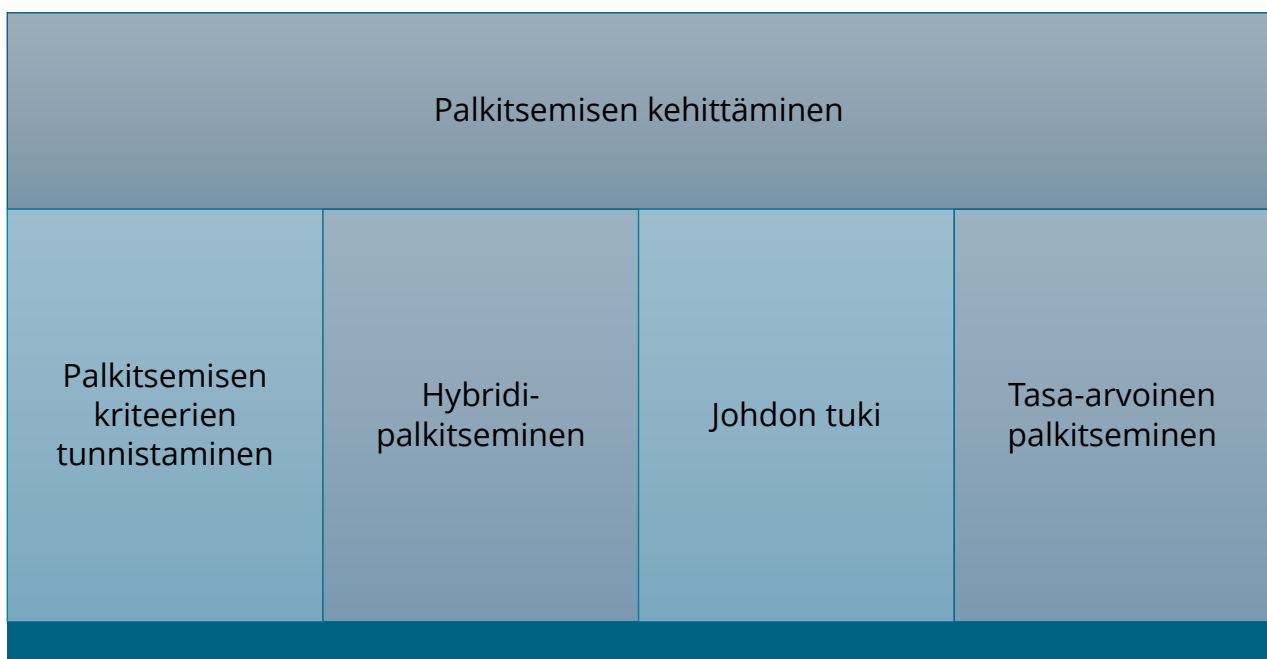 Palkitsemisen kehittäminen
Palkitsemisen
kriteerien
tunnistaminen
Hybridi-
palkitseminen
Johdon tuki
Tasa-arvoinen
palkitseminen